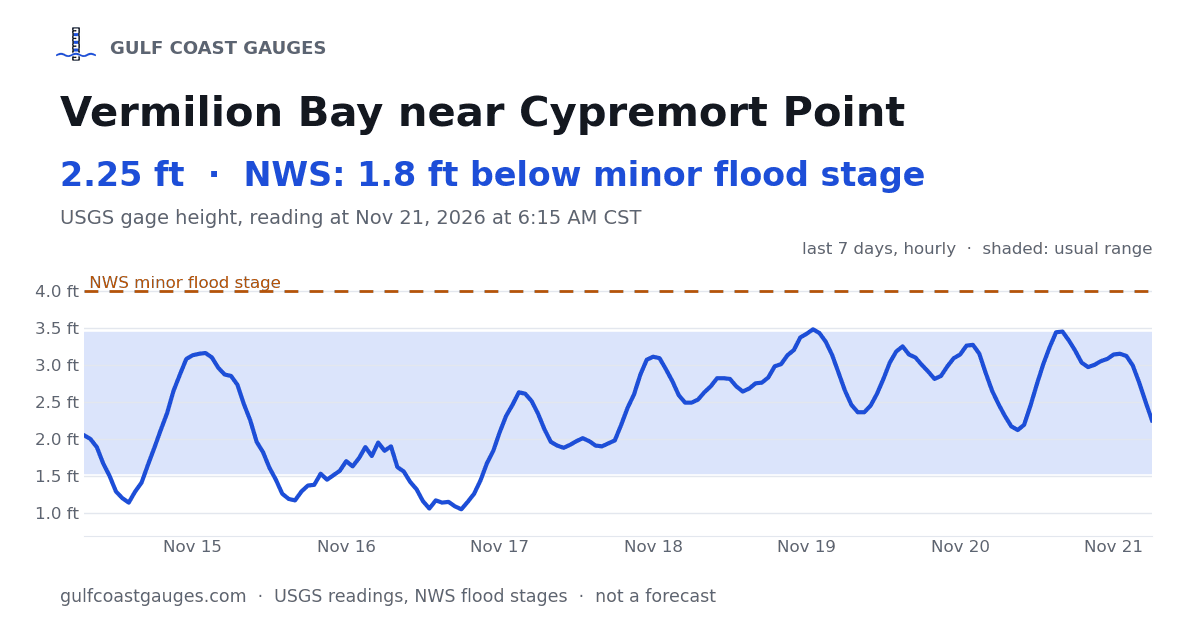 GULF COAST GAUGES
Vermilion Bay near Cypremort Point
2.25 ft · NWS: 1.8 ft below minor flood stage
USGS gage height, reading at Nov 21, 2026 at 6:15 AM CST
last 7 days, hourly · shaded: usual range
NWS minor flood stage
4.0 ft
3.5 ft
3.0 ft
2.5 ft
2.0 ft
1.5 ft
1.0 ft
Nov 15 Nov 16 Nov 17 Nov 18 Nov 19 Nov 20 Nov 21
gulfcoastgauges.com · USGS readings, NWS flood stages · not a forecast